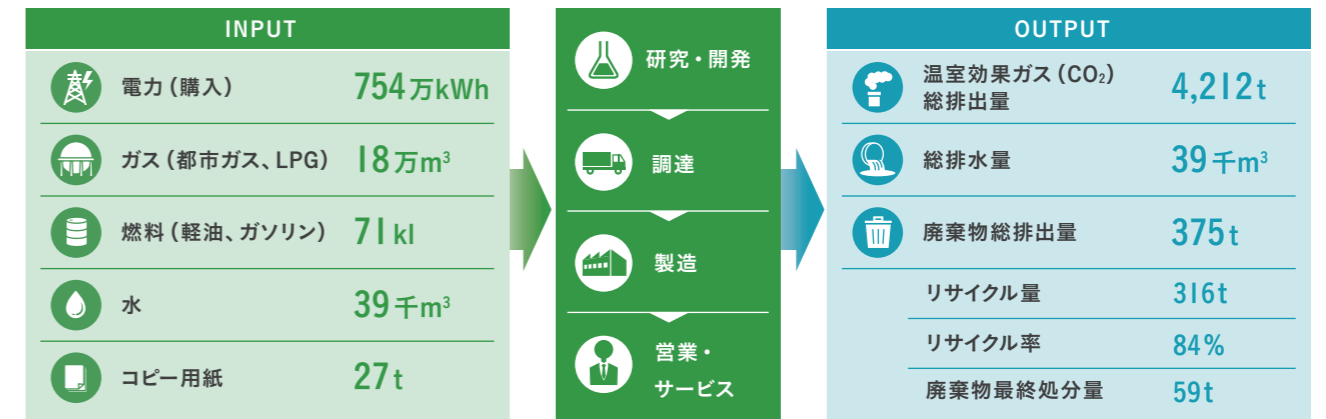 INPUT
電力（購入） 754万kWh
ガス（都市ガス、LPG） 18万m³
燃料（軽油、ガソリン） 71kl
水 39千m³
コピー用紙 27t
研究・開発
調達
製造
営業・
サービス
OUTPUT
温室効果ガス（CO₂）
総排出量 4,212t
総排水量 39千m³
廃棄物総排出量 375t
リサイクル量 316t
リサイクル率 84%
廃棄物最終処分量 59t